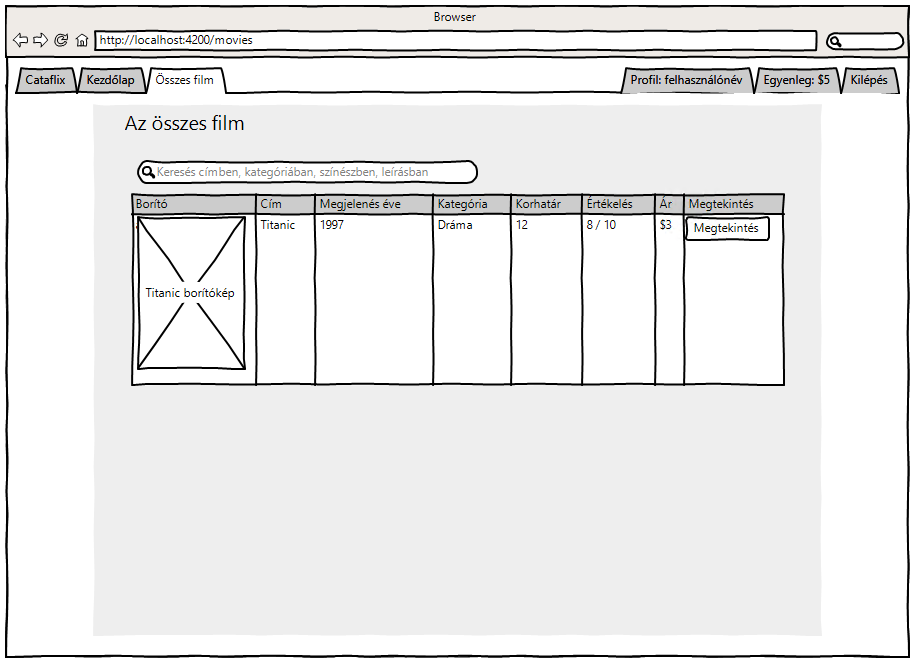 Browser
http://localhost:4200/movies
Cataflix Kezdőlap Összes film Profil: felhasználónév Egyenleg: $5 Kilépés
Az összes film
Keresés címben, kategóriában, színészben, leírásban
Borító Cím Megjelenés éve Kategória Korhatár Értékelés Ár Megtekintés
Titanic 1997 Dráma 12 8 / 10 $3 Megtekintés
Titanic borítókép